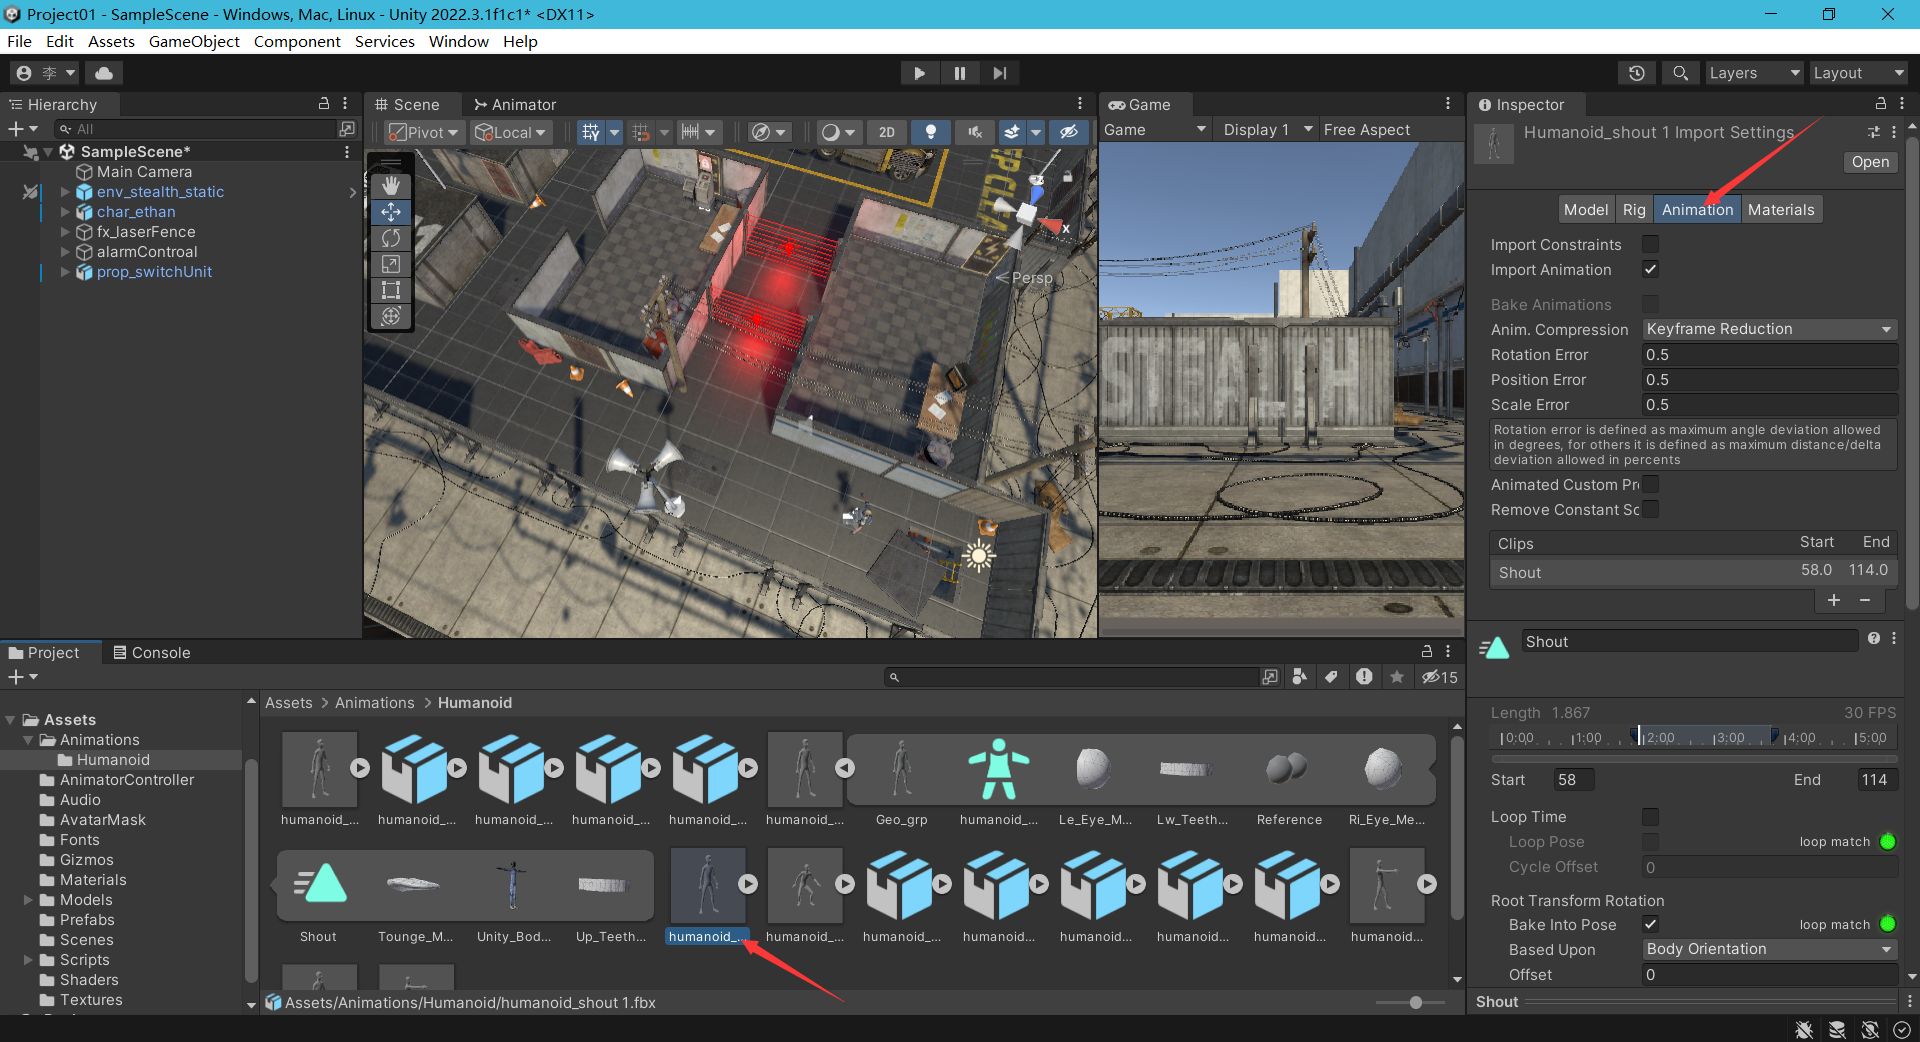 Project01 - SampleScene - Windows, Mac, Linux - Unity 2022.3.1f1c1* <DX11>
File Edit Assets GameObject Component Services Window Help
李
Layers
Layout
Hierarchy
All
SampleScene*
Main Camera
env_stealth_static
char_ethan
fx_laserFence
alarmControal
prop_switchUnit
Scene
Animator
Pivot
Local
2D
x
Persp
Game
Game
Display 1
Free Aspect
STEALTH
Inspector
Humanoid_shout 1 Import Settings
Open
Model
Rig
Animation
Materials
Import Constraints
Import Animation
Bake Animations
Anim. Compression
Keyframe Reduction
Rotation Error
0.5
Position Error
0.5
Scale Error
0.5
Rotation error is defined as maximum angle deviation allowed
in degrees, for others it is defined as maximum distance/delta
deviation allowed in percents
Animated Custom Pr
Remove Constant Sc
Clips Start End
Shout 58.0 114.0
+ -
Shout
Length 1.867
30 FPS
0:00 1:00 2:00 3:00 4:00 5:00
Start 58 End 114
Loop Time
Loop Pose
loop match
Cycle Offset
0
Root Transform Rotation
Bake Into Pose
loop match
Based Upon
Body Orientation
Offset
0
Shout
Project
Console
15
Assets
Animations
Humanoid
AnimatorController
Audio
AvatarMask
Fonts
Gizmos
Materials
Models
Prefabs
Scenes
Scripts
Shaders
Textures
Assets > Animations > Humanoid
humanoid_... humanoid_... humanoid_... humanoid_... humanoid_... humanoid_... Geo_grp humanoid_... Le_Eye_M... Lw_Teeth... Reference Ri_Eye_Me...
Shout Tounge_M... Unity_Bod... Up_Teeth... humanoid_... humanoid_... humanoid_... humanoid... humanoid... humanoid... humanoid... humanoid...
Assets/Animations/Humanoid/humanoid_shout 1.fbx